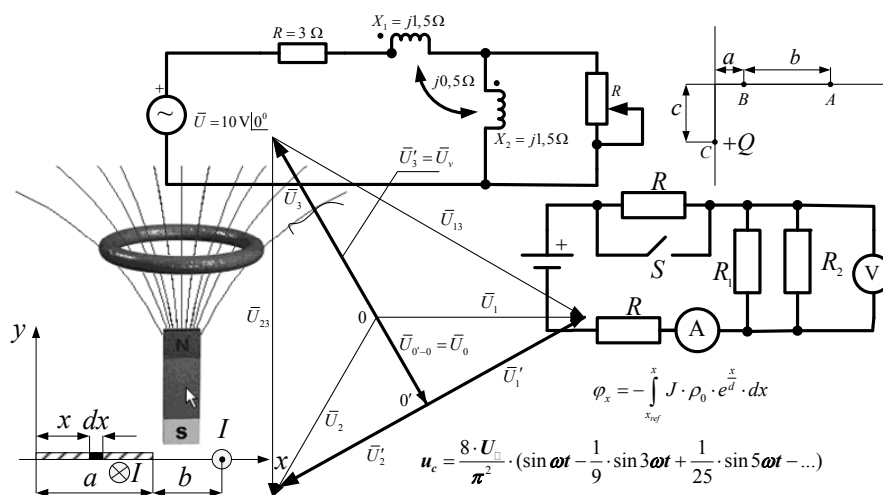 X₁ = j1,5Ω
R = 3 Ω
a
b
B
A
c
C
+Q
j0,5Ω
R
+
Ū = 10 V|0⁰
X₂ = j1,5Ω
Ū′₃ = Ū_v
Ū₃
Ū₁₃
R
+
S
R₁
R₂
V
Ū₂₃
0
Ū₁
R
A
Ū₀′₋₀ = Ū₀
y
N
φₓ = −∫_{x_ref}^{x} J · ρ₀ · e^{x/d} · dx
0′
Ū′₁
S
x
dx
I
Ū₂
x
Ū′₂
a
I
b
u_c = 8 · U / π² · (sin ωt − 1/9 · sin 3ωt + 1/25 · sin 5ωt − ...)